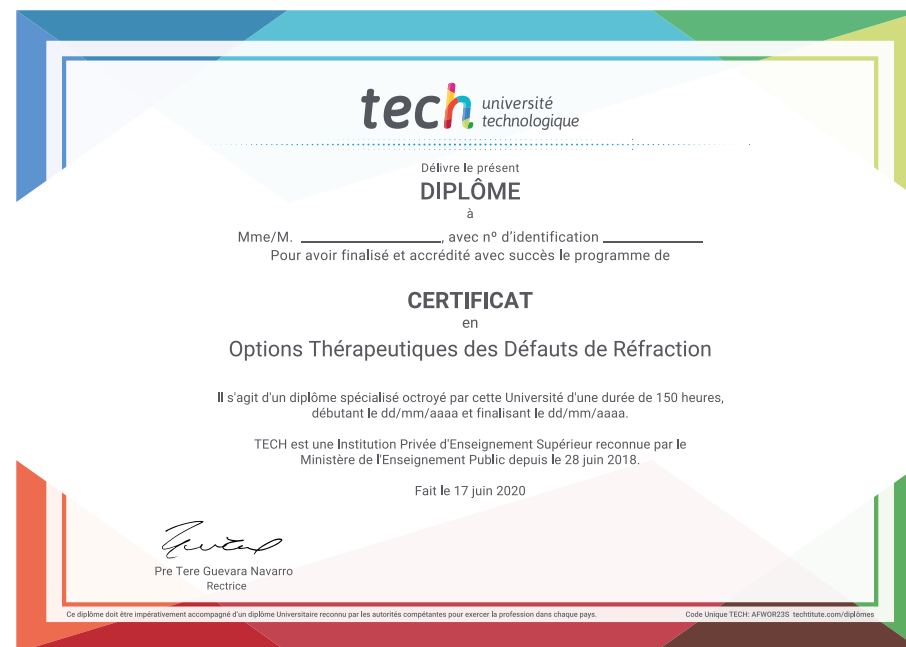 tech université
technologique
Délivre le présent
DIPLÔME
à
Mme/M. ____________________, avec nº d'identification ______________
Pour avoir finalisé et accrédité avec succès le programme de
CERTIFICAT
en
Options Thérapeutiques des Défauts de Réfraction
Il s'agit d'un diplôme spécialisé octroyé par cette Université d'une durée de 150 heures,
débutant le dd/mm/aaaa et finalisant le dd/mm/aaaa.
TECH est une Institution Privée d'Enseignement Supérieur reconnue par le
Ministère de l'Enseignement Public depuis le 28 juin 2018.
Fait le 17 juin 2020
Pre Tere Guevara Navarro
Rectrice
Ce diplôme doit être impérativement accompagné d'un diplôme Universitaire reconnu par les autorités compétantes pour exercer la profession dans chaque pays.
Code Unique TECH: AFWOR23S techtitute.com/diplômes